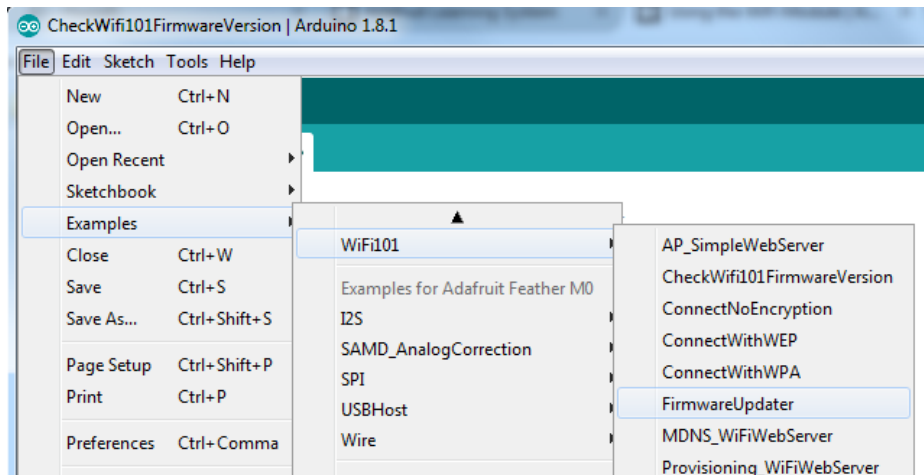 CheckWifi101FirmwareVersion | Arduino 1.8.1
File Edit Sketch Tools Help
New Ctrl+N
Open... Ctrl+O
Open Recent
Sketchbook
Examples
Close Ctrl+W
Save Ctrl+S
Save As... Ctrl+Shift+S
Page Setup Ctrl+Shift+P
Print Ctrl+P
Preferences Ctrl+Comma
WiFi101
Examples for Adafruit Feather M0
I2S
SAMD_AnalogCorrection
SPI
USBHost
Wire
AP_SimpleWebServer
CheckWifi101FirmwareVersion
ConnectNoEncryption
ConnectWithWEP
ConnectWithWPA
FirmwareUpdater
MDNS_WiFiWebServer
Provisioning_WiFiWebServer